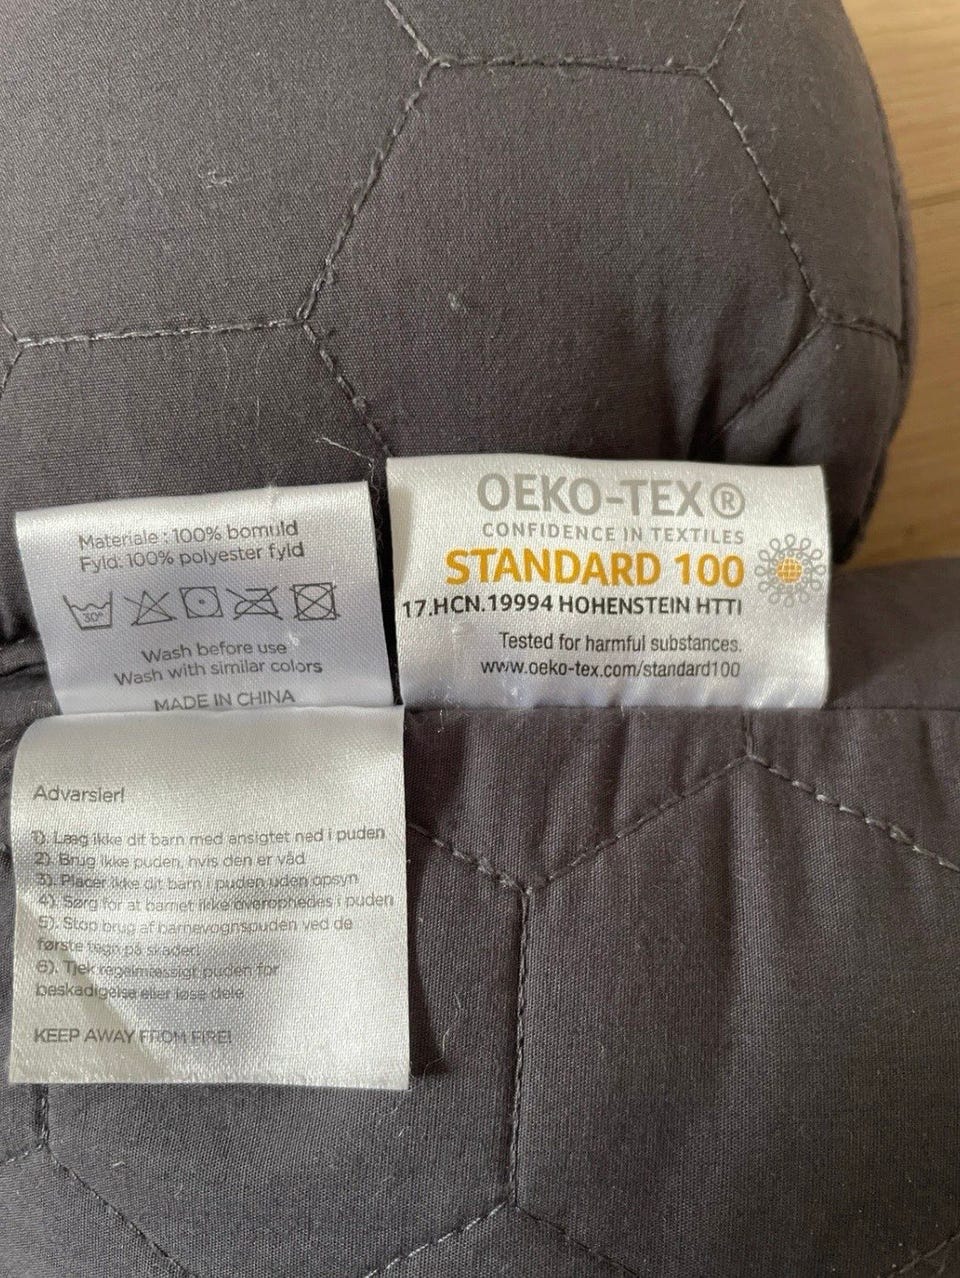 Materiale : 100% bomuld
Fyld: 100% polyester fyld
30°
Wash before use
Wash with similar colors
MADE IN CHINA
OEKO-TEX®
CONFIDENCE IN TEXTILES
STANDARD 100
17.HCN.19994 HOHENSTEIN HTTI
Tested for harmful substances.
www.oeko-tex.com/standard100
Advarsler!
1). Læg ikke dit barn med ansigtet ned i puden
2). Brug ikke puden, hvis den er våd
3). Placer ikke dit barn i puden uden opsyn
4). Sørg for at barnet ikke overophedes i puden
5). Stop brug af barnevognspuden ved de
første tegn på skader!
6). Tjek regelmæssigt puden for
beskadigelse eller løse dele
KEEP AWAY FROM FIRE!